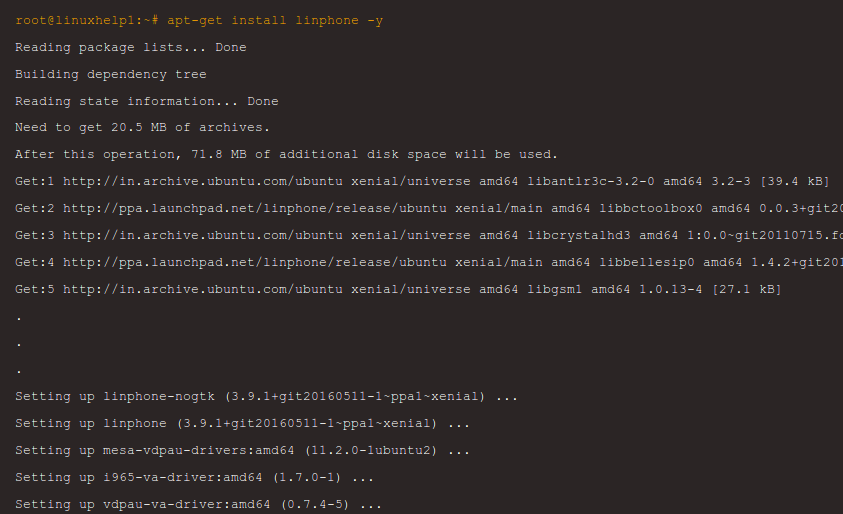 root@linuxhelp1:~# apt-get install linphone -y
Reading package lists... Done
Building dependency tree
Reading state information... Done
Need to get 20.5 MB of archives.
After this operation, 71.8 MB of additional disk space will be used.
Get:1 http://in.archive.ubuntu.com/ubuntu xenial/universe amd64 libantlr3c-3.2-0 amd64 3.2-3 [39.4 kB]
Get:2 http://ppa.launchpad.net/linphone/release/ubuntu xenial/main amd64 libbctoolbox0 amd64 0.0.3+git20
Get:3 http://in.archive.ubuntu.com/ubuntu xenial/universe amd64 libcrystalhd3 amd64 1:0.0~git20110715.fd
Get:4 http://ppa.launchpad.net/linphone/release/ubuntu xenial/main amd64 libbellesip0 amd64 1.4.2+git201
Get:5 http://in.archive.ubuntu.com/ubuntu xenial/universe amd64 libgsm1 amd64 1.0.13-4 [27.1 kB]
.
.
.
Setting up linphone-nogtk (3.9.1+git20160511-1~ppa1~xenial) ...
Setting up linphone (3.9.1+git20160511-1~ppa1~xenial) ...
Setting up mesa-vdpau-drivers:amd64 (11.2.0-1ubuntu2) ...
Setting up i965-va-driver:amd64 (1.7.0-1) ...
Setting up vdpau-va-driver:amd64 (0.7.4-5) ...